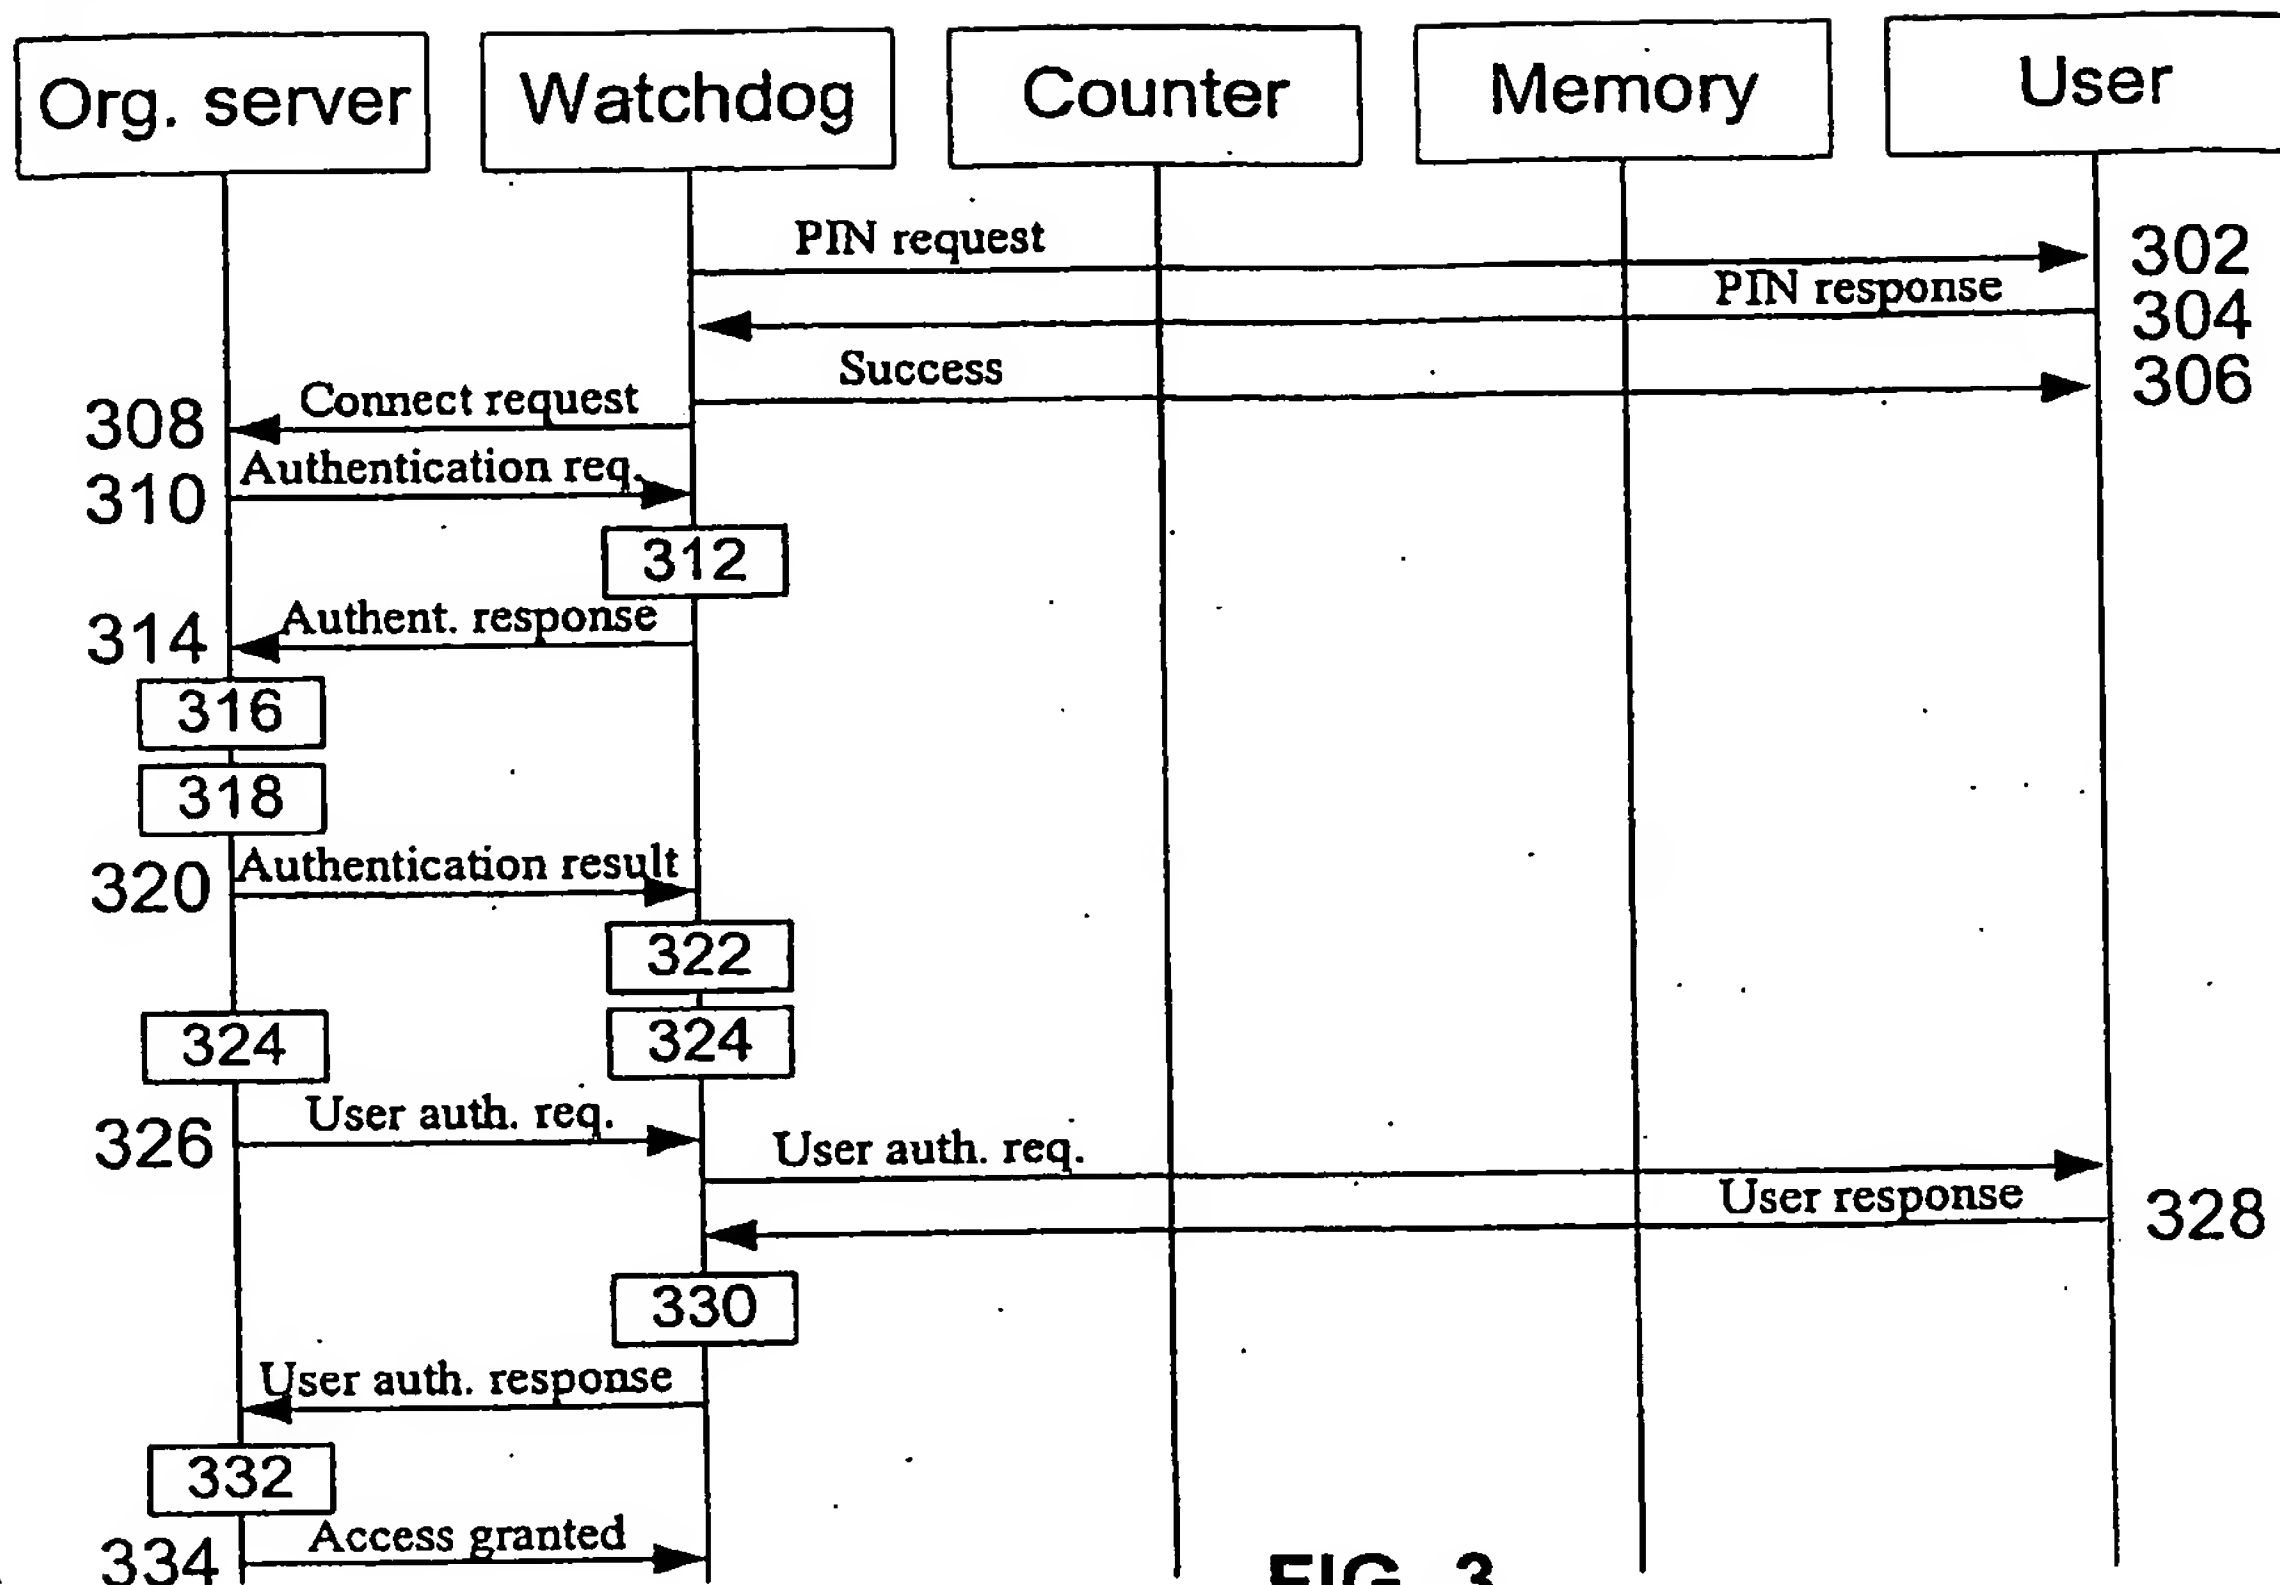 Org. server Watchdog Counter Memory User
PIN request 302
PIN response 304
Success 306
308 Connect request
310 Authentication req.
312
314 Authent. response
316
318
320 Authentication result
322
324 324
326 User auth. req.
User auth. req.
User response 328
330
User auth. response
332
334 Access granted
FIG. 3